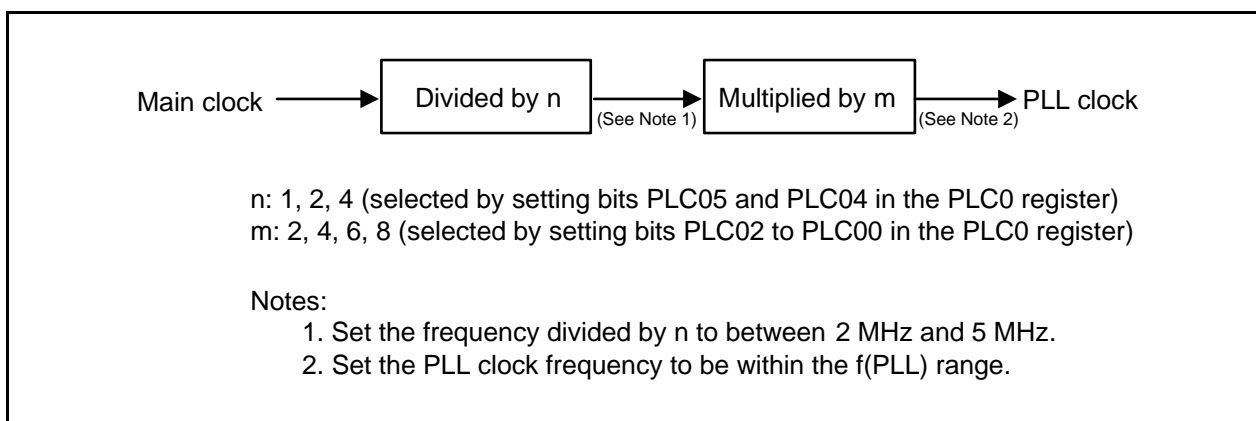 Main clock Divided by n (See Note 1) Multiplied by m (See Note 2) PLL clock
n: 1, 2, 4 (selected by setting bits PLC05 and PLC04 in the PLC0 register)
m: 2, 4, 6, 8 (selected by setting bits PLC02 to PLC00 in the PLC0 register)
Notes:
1. Set the frequency divided by n to between 2 MHz and 5 MHz.
2. Set the PLL clock frequency to be within the f(PLL) range.